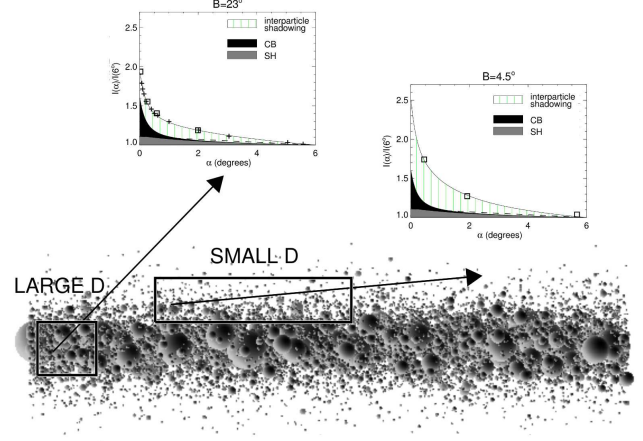 B=23°
2.5
2.0
1.5
1.0
0
2
4
6
I(α)/I(6°)
α (degrees)
interparticle
shadowing
CB
SH
B=4.5°
2.5
2.0
1.5
1.0
0
2
4
6
I(α)/I(6°)
α (degrees)
interparticle
shadowing
CB
SH
SMALL D
LARGE D